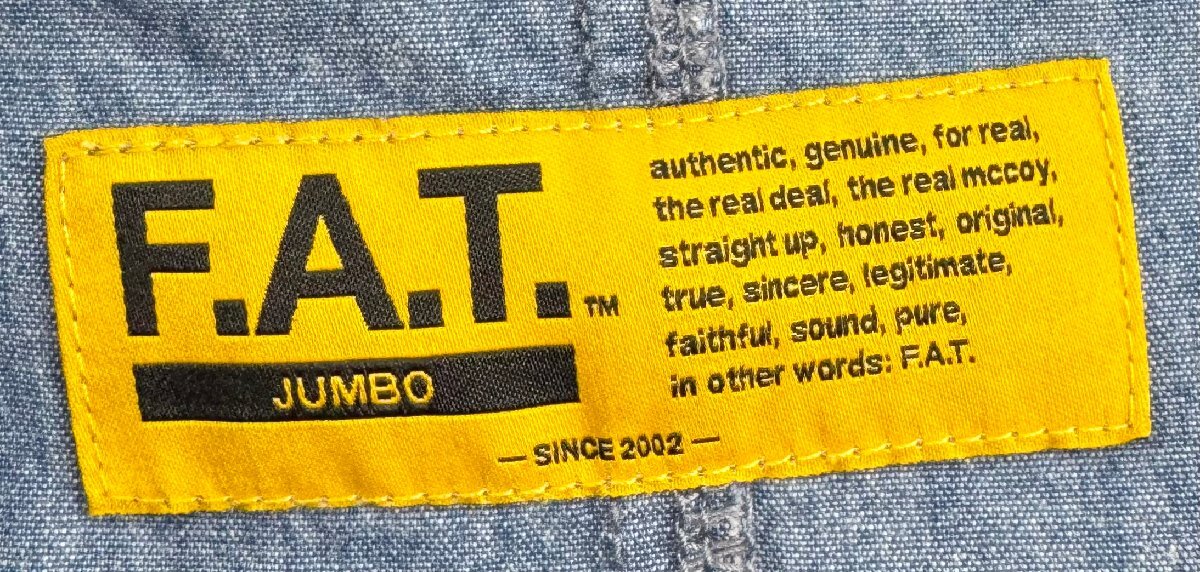 F.A.T.™
JUMBO
authentic, genuine, for real,
the real deal, the real mccoy,
straight up, honest, original,
true, sincere, legitimate,
faithful, sound, pure,
in other words: F.A.T.
— SINCE 2002 —